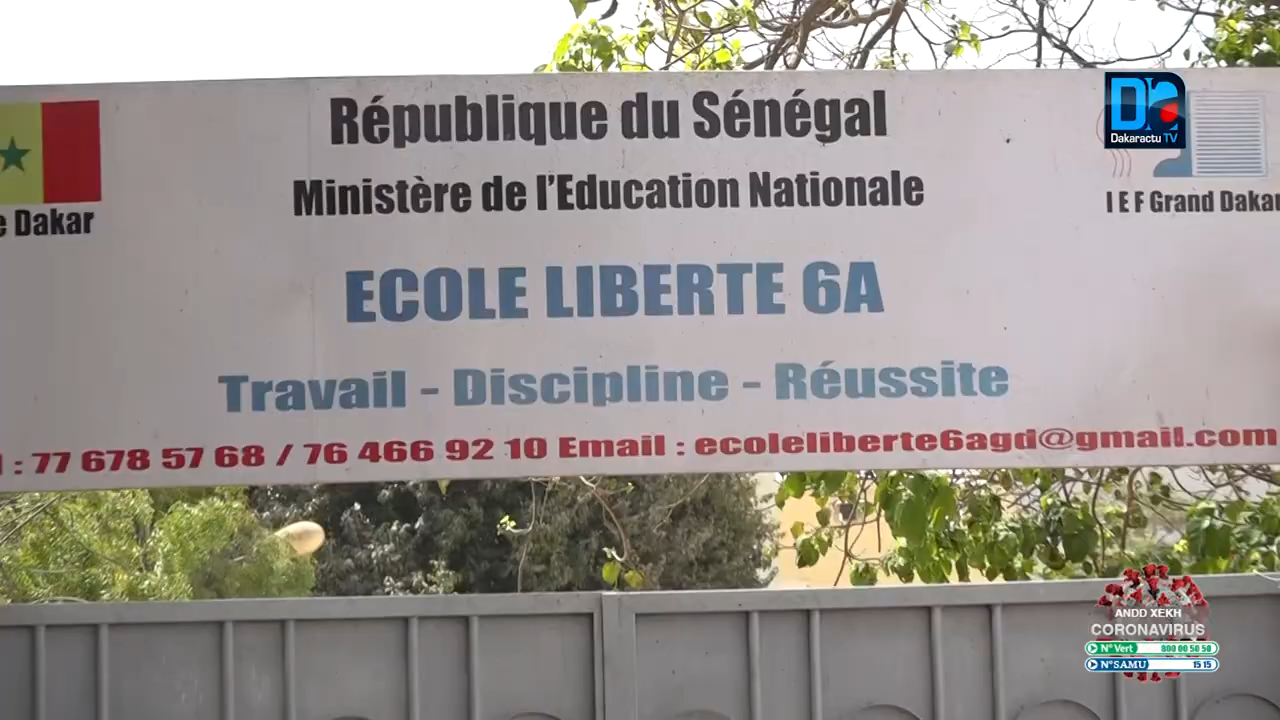 République du Sénégal
Ministère de l'Education Nationale
e Dakar
I E F Grand Dakar
ECOLE LIBERTE 6A
Travail - Discipline - Réussite
: 77 678 57 68 / 76 466 92 10 Email : ecoleliberte6agd@gmail.com
Dakaractu TV
ANDD XEKH
CORONAVIRUS
N° Vert 800 00 50 50
N° SAMU 15 15